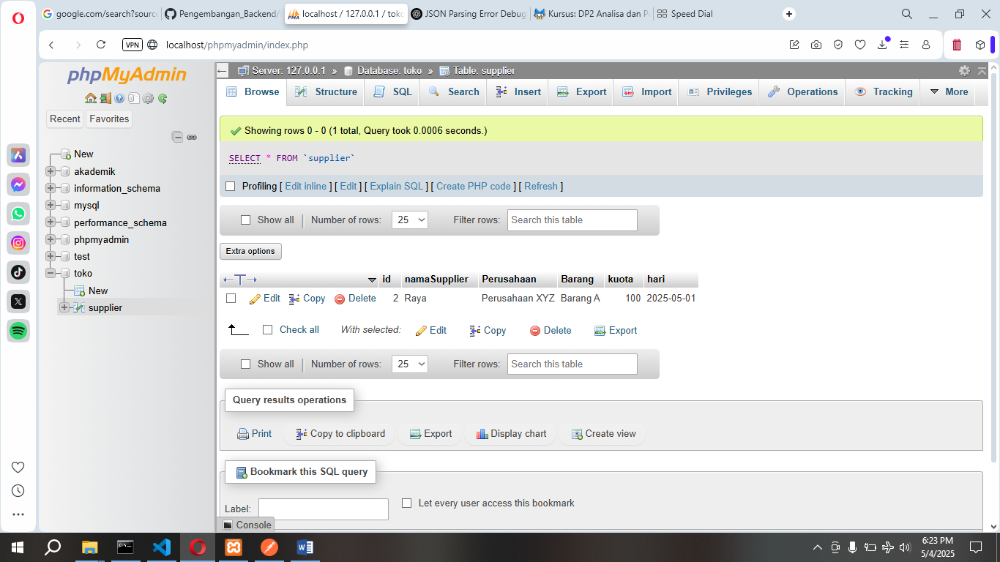 google.com/search?source
Pengembangan_Backend/
localhost / 127.0.0.1 / toko
JSON Parsing Error Debug
Kursus: DP2 Analisa dan P
Speed Dial
VPN
localhost/phpmyadmin/index.php
phpMyAdmin
Recent
Favorites
New
akademik
information_schema
mysql
performance_schema
phpmyadmin
test
toko
New
supplier
Server: 127.0.0.1 » Database: toko » Table: supplier
Browse
Structure
SQL
Search
Insert
Export
Import
Privileges
Operations
Tracking
More
Showing rows 0 - 0 (1 total, Query took 0.0006 seconds.)
SELECT * FROM `supplier`
Profiling [ Edit inline ] [ Edit ] [ Explain SQL ] [ Create PHP code ] [ Refresh ]
Show all
Number of rows: 25
Filter rows: Search this table
Extra options
id namaSupplier Perusahaan Barang kuota hari
Edit Copy Delete 2 Raya Perusahaan XYZ Barang A 100 2025-05-01
Check all With selected: Edit Copy Delete Export
Show all
Number of rows: 25
Filter rows: Search this table
Query results operations
Print Copy to clipboard Export Display chart Create view
Bookmark this SQL query
Label:
Let every user access this bookmark
Console
6:23 PM
5/4/2025